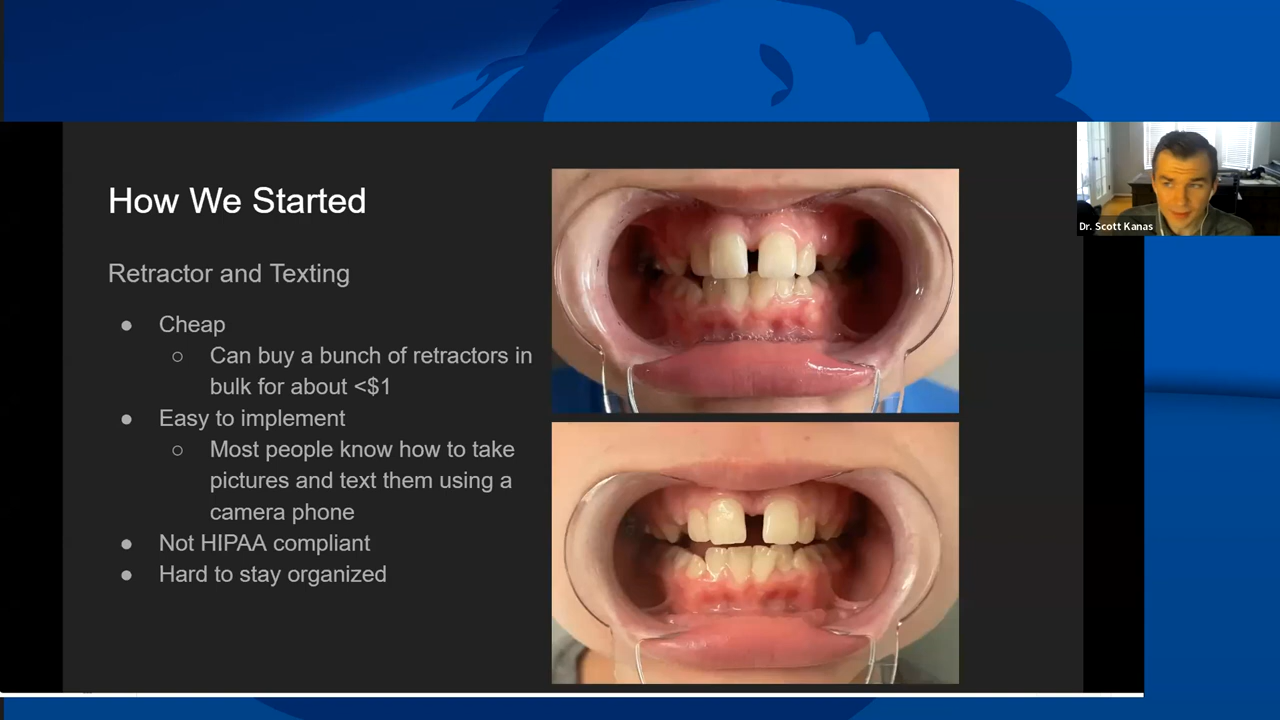 How We Started
Retractor and Texting
● Cheap
○ Can buy a bunch of retractors in
bulk for about <$1
● Easy to implement
○ Most people know how to take
pictures and text them using a
camera phone
● Not HIPAA compliant
● Hard to stay organized
Dr. Scott Kanas